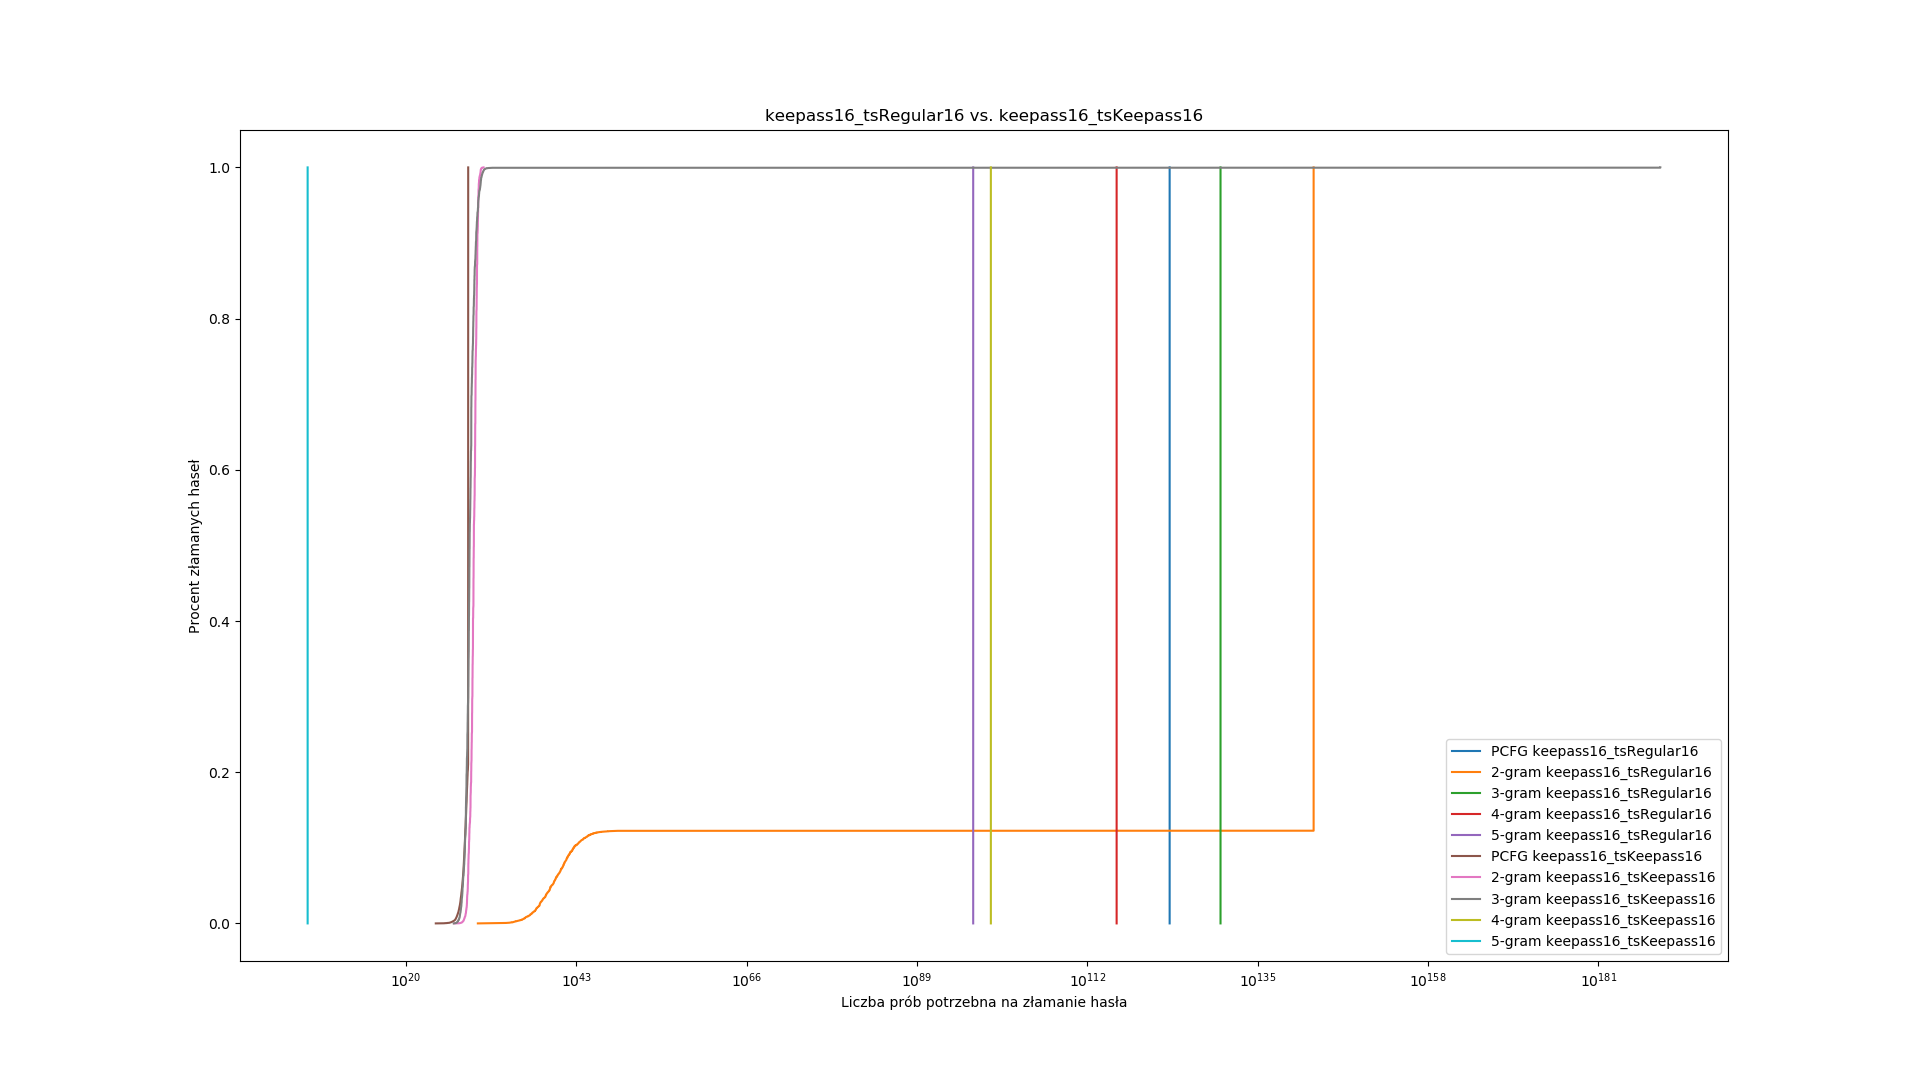 keepass16_tsRegular16 vs. keepass16_tsKeepass16
1.0
0.8
0.6
0.4
0.2
0.0
Procent złamanych haseł
10^20 10^43 10^66 10^89 10^112 10^135 10^158 10^181
Liczba prób potrzebna na złamanie hasła
PCFG keepass16_tsRegular16
2-gram keepass16_tsRegular16
3-gram keepass16_tsRegular16
4-gram keepass16_tsRegular16
5-gram keepass16_tsRegular16
PCFG keepass16_tsKeepass16
2-gram keepass16_tsKeepass16
3-gram keepass16_tsKeepass16
4-gram keepass16_tsKeepass16
5-gram keepass16_tsKeepass16